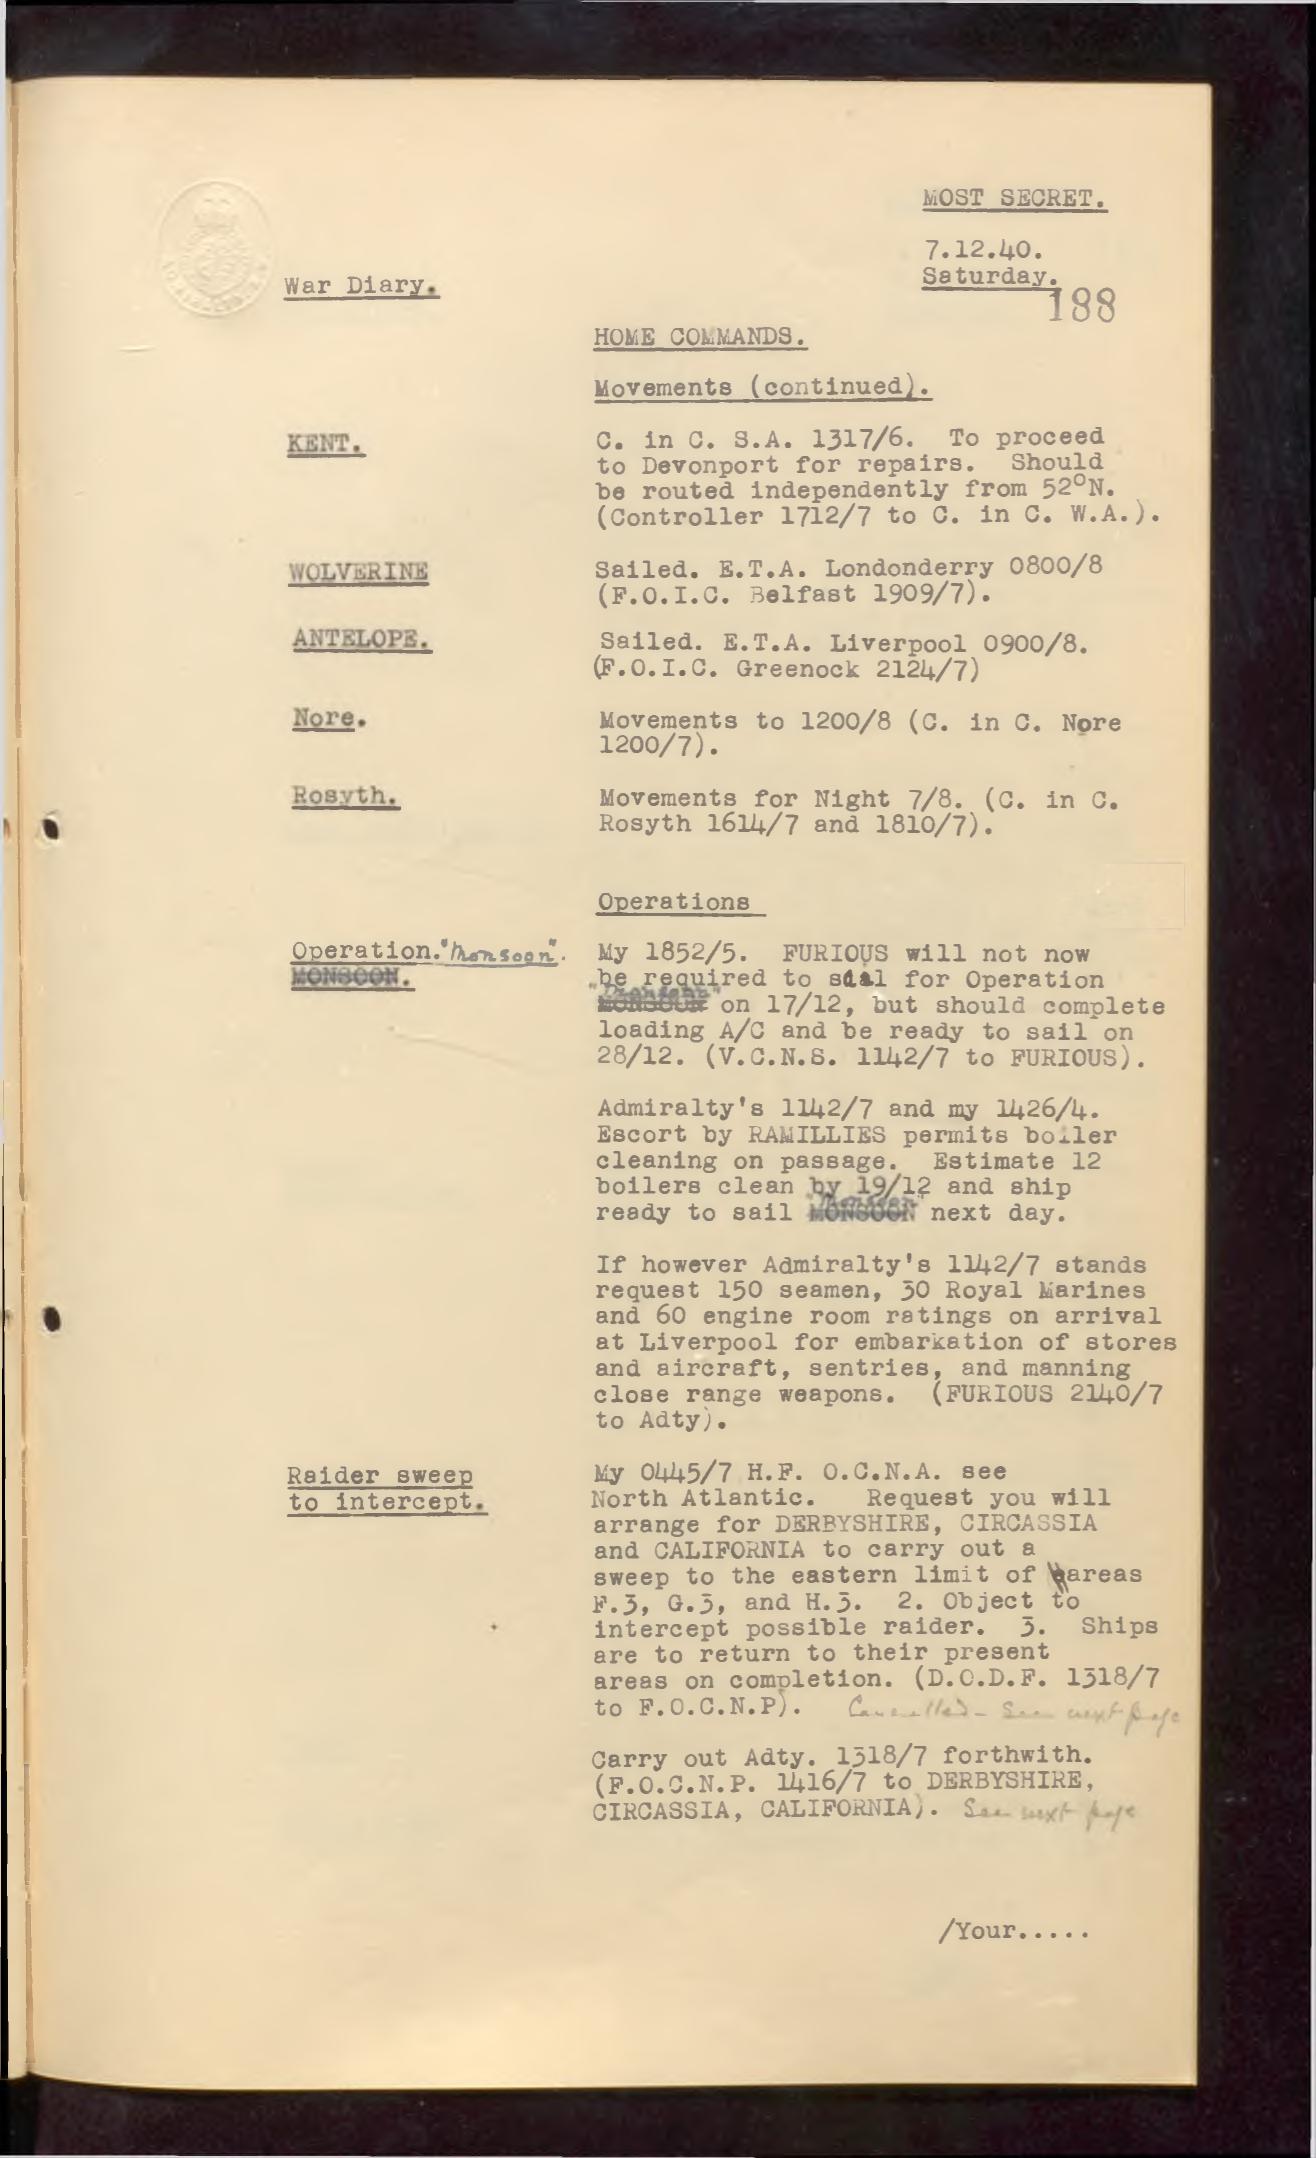 MOST SECRET.
7.12.40.
Saturday.
188
War Diary.
HOME COMMANDS.
Movements (continued).
KENT.
C. in C. S.A. 1317/6. To proceed
to Devonport for repairs. Should
be routed independently from 52°N.
(Controller 1712/7 to C. in C. W.A.).
WOLVERINE
Sailed. E.T.A. Londonderry 0800/8
(F.O.I.C. Belfast 1909/7).
ANTELOPE.
Sailed. E.T.A. Liverpool 0900/8.
(F.O.I.C. Greenock 2124/7)
Nore.
Movements to 1200/8 (C. in C. Nore
1200/7).
Rosyth.
Movements for Night 7/8. (C. in C.
Rosyth 1614/7 and 1810/7).
Operations
Operation. "Monsoon".
MONSOON.
My 1852/5. FURIOUS will not now
be required to sial for Operation
MONSOON on 17/12, but should complete
loading A/C and be ready to sail on
28/12. (V.C.N.S. 1142/7 to FURIOUS).
Admiralty's 1142/7 and my 1426/4.
Escort by RAMILLIES permits boiler
cleaning on passage. Estimate 12
boilers clean by 19/12 and ship
ready to sail MONSOON "Monsoon" next day.
If however Admiralty's 1142/7 stands
request 150 seamen, 30 Royal Marines
and 60 engine room ratings on arrival
at Liverpool for embarkation of stores
and aircraft, sentries, and manning
close range weapons. (FURIOUS 2140/7
to Adty).
Raider sweep
to intercept.
My 0445/7 H.F. O.C.N.A. see
North Atlantic. Request you will
arrange for DERBYSHIRE, CIRCASSIA
and CALIFORNIA to carry out a
sweep to the eastern limit of areas
F.3, G.3, and H.3. 2. Object to
intercept possible raider. 3. Ships
are to return to their present
areas on completion. (D.O.D.F. 1318/7
to F.O.C.N.P). Cancelled - See next page
Carry out Adty. 1318/7 forthwith.
(F.O.C.N.P. 1416/7 to DERBYSHIRE,
CIRCASSIA, CALIFORNIA). See next page
/Your.....